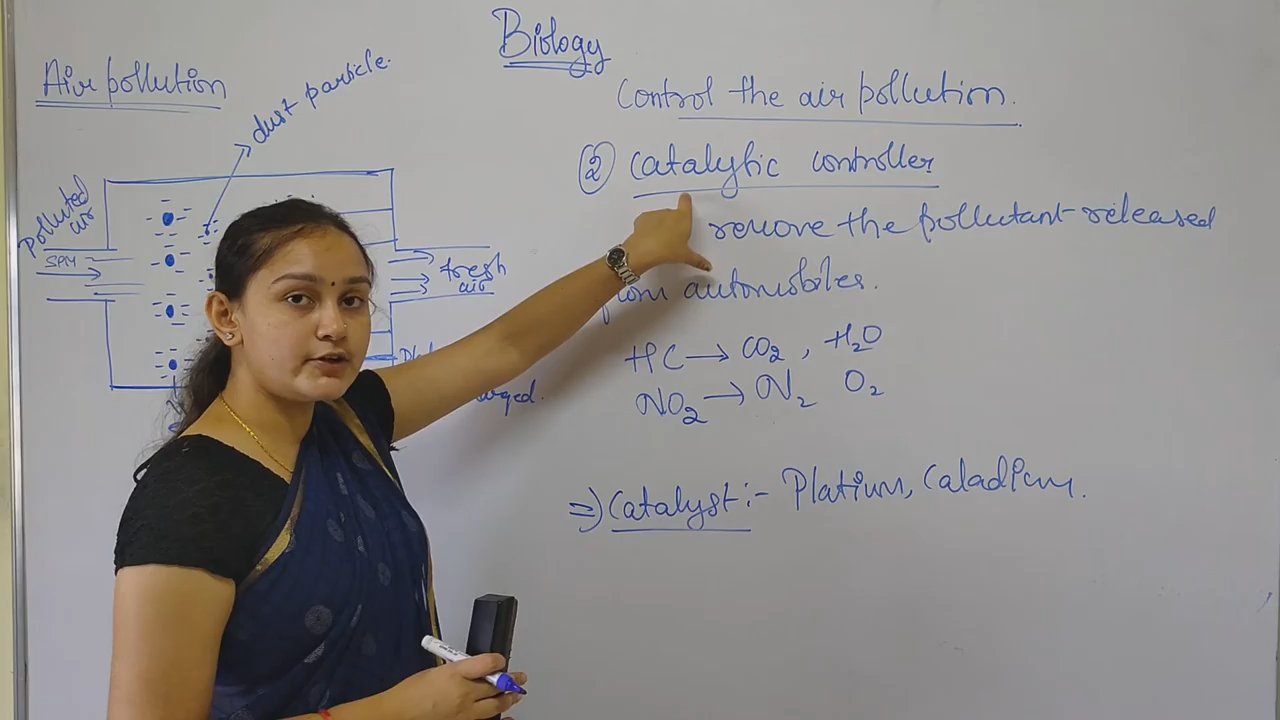 Biology
Air pollution
dust particle.
Polluted
air
SPM
fresh
air
Control the air pollution.
② Catalytic controller
remove the pollutant released
from automobiles.
HC → CO₂ , H₂O
NO₂ → N₂ O₂
⇒ Catalyst :- Platium, Caladium.